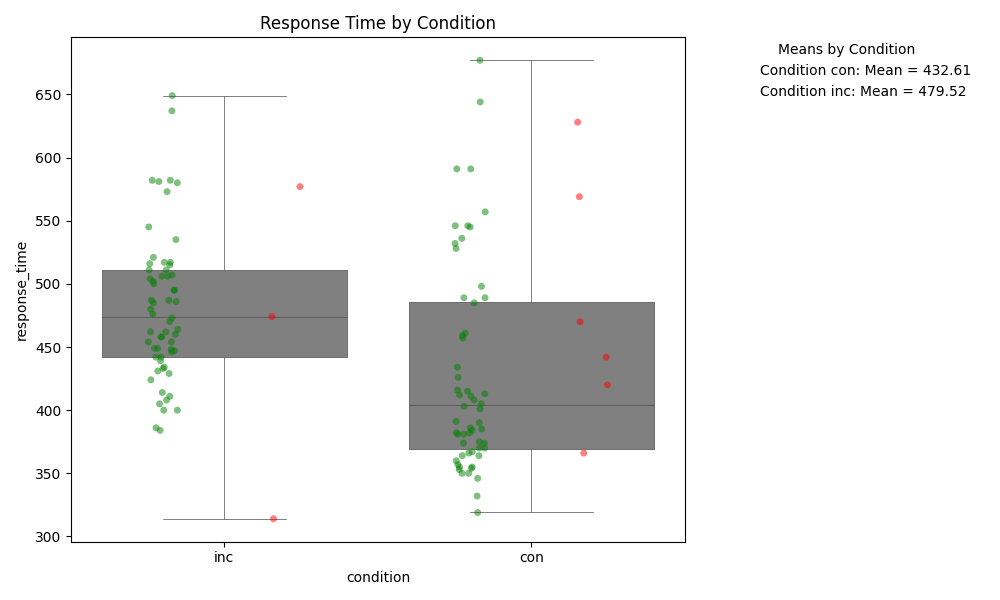 Response Time by Condition
Means by Condition
Condition con: Mean = 432.61
Condition inc: Mean = 479.52
response_time
650
600
550
500
450
400
350
300
inc con
condition